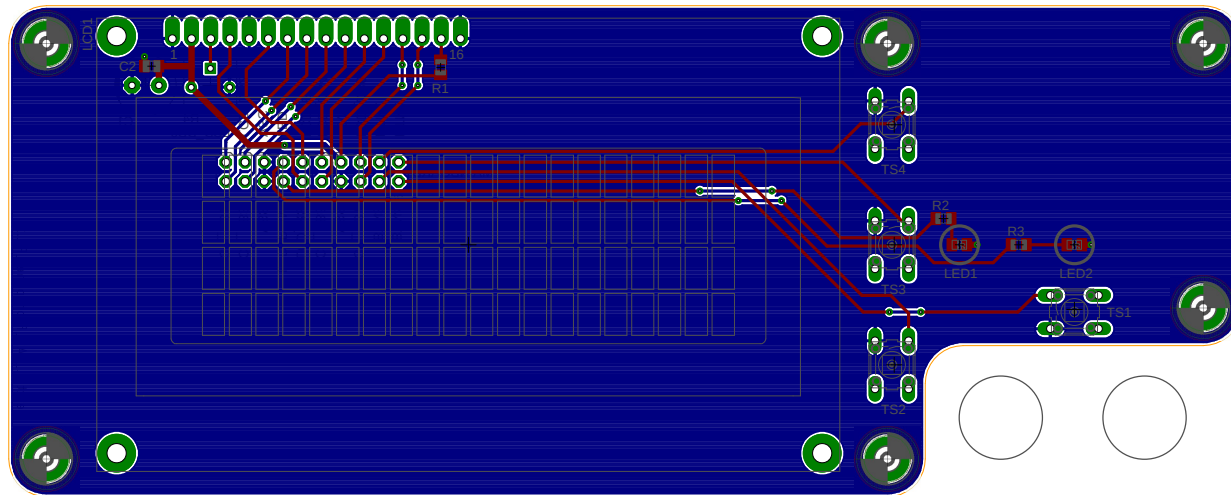 LCD1
1
16
C2
R1
TS4
R2
R3
LED1
LED2
TS3
TS1
TS2